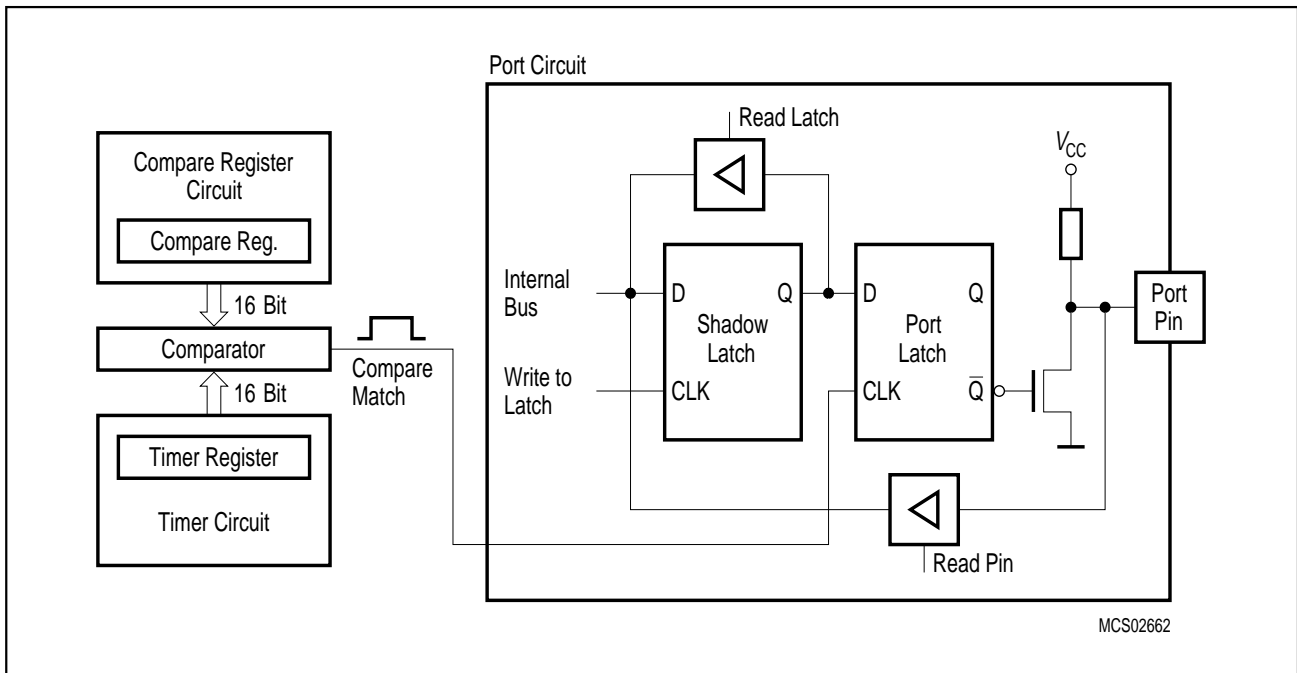 Port Circuit
Compare Register
Circuit
Compare Reg.
16 Bit
Comparator
16 Bit
Timer Register
Timer Circuit
Compare
Match
Read Latch
VCC
Internal
Bus
D
Q
Shadow
Latch
Write to
Latch
CLK
D
Q
Port
Latch
CLK
Q̅
Port
Pin
Read Pin
MCS02662